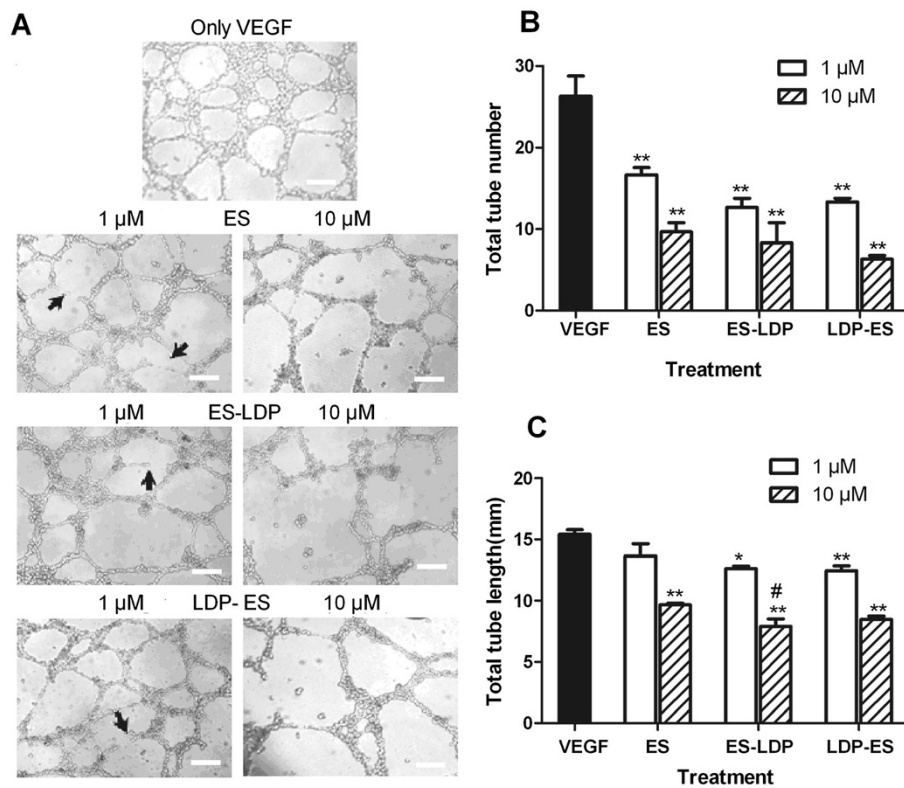 A
Only VEGF
1 µM ES 10 µM
1 µM ES-LDP 10 µM
1 µM LDP- ES 10 µM
B
Total tube number
30
20
10
0
1 µM
10 µM
**
**
**
**
**
**
VEGF ES ES-LDP LDP-ES
Treatment
C
Total tube length(mm)
20
15
10
5
0
1 µM
10 µM
**
*
#
**
**
**
VEGF ES ES-LDP LDP-ES
Treatment